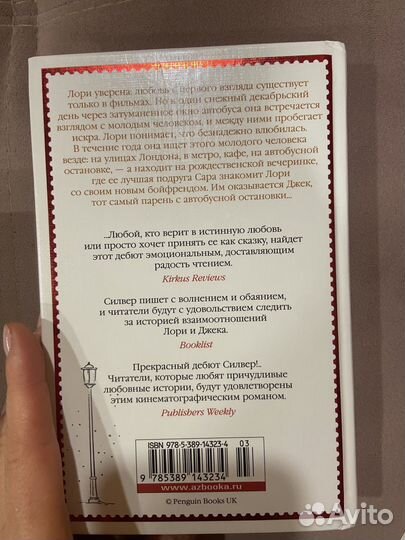 Лори уверена: любовь с первого взгляда существует
только в фильмах. Но в один снежный декабрьский
день через затуманенное окно автобуса она встречается
взглядом с молодым человеком, и между ними пробегает
искра. Лори понимает, что безнадежно влюбилась.
В течение года она ищет этого молодого человека
везде: на улицах Лондона, в метро, кафе, на автобусной
остановке, — а находит на рождественской вечеринке,
где ее лучшая подруга Сара знакомит Лори
со своим новым бойфрендом. Им оказывается Джек,
тот самый парень с автобусной остановки...
...Любой, кто верит в истинную любовь
или просто хочет принять ее как сказку, найдет
этот дебют эмоциональным, доставляющим
радость чтением.
Kirkus Reviews
Силвер пишет с волнением и обаянием,
и читатели будут с удовольствием следить
за историей взаимоотношений
Лори и Джека.
Booklist
Прекрасный дебют Силвер!..
Читатели, которые любят причудливые
любовные истории, будут удовлетворены
этим кинематографическим романом.
Publishers Weekly
ISBN 978-5-389-14323-4
03
9 785389 143234
www.azbooka.ru
© Penguin Books UK
Avito